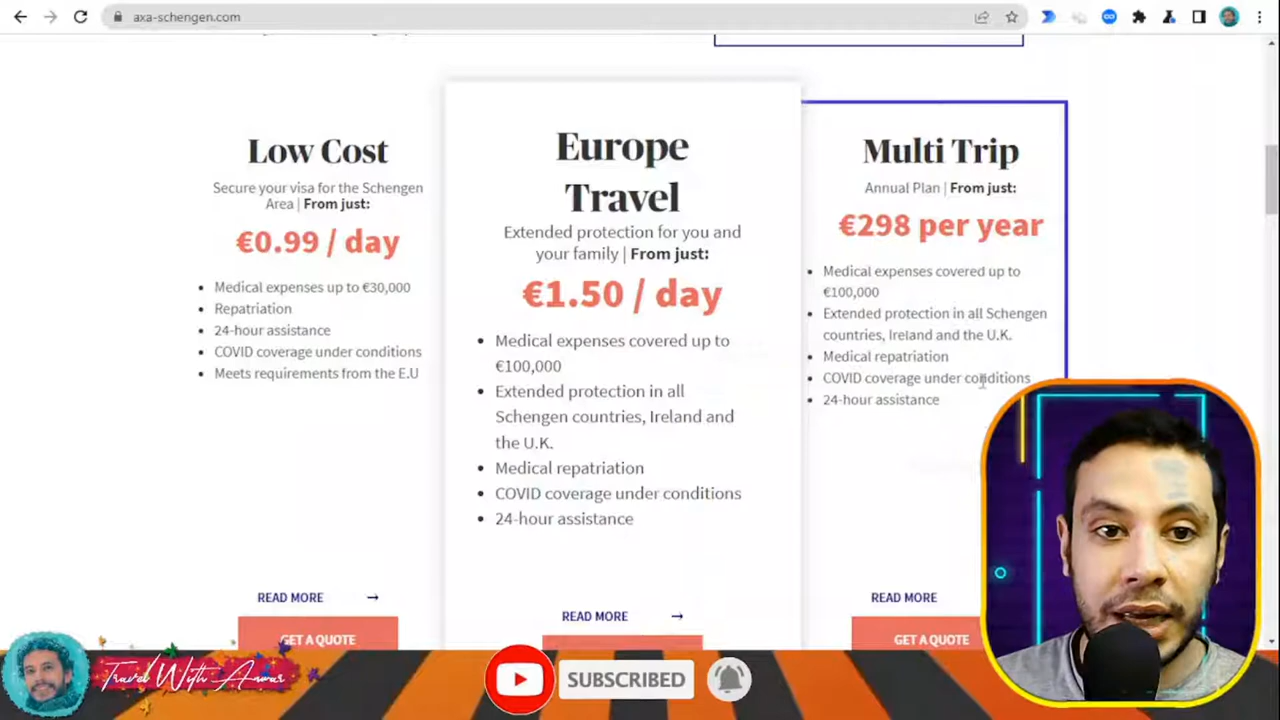 axa-schengen.com
Low Cost
Secure your visa for the Schengen
Area | From just:
€0.99 / day
• Medical expenses up to €30,000
• Repatriation
• 24-hour assistance
• COVID coverage under conditions
• Meets requirements from the E.U
READ MORE →
GET A QUOTE
Europe
Travel
Extended protection for you and
your family | From just:
€1.50 / day
• Medical expenses covered up to
€100,000
• Extended protection in all
Schengen countries, Ireland and
the U.K.
• Medical repatriation
• COVID coverage under conditions
• 24-hour assistance
READ MORE →
Multi Trip
Annual Plan | From just:
€298 per year
• Medical expenses covered up to
€100,000
• Extended protection in all Schengen
countries, Ireland and the U.K.
• Medical repatriation
• COVID coverage under conditions
• 24-hour assistance
READ MORE
GET A QUOTE
Travel With Anwar
SUBSCRIBED